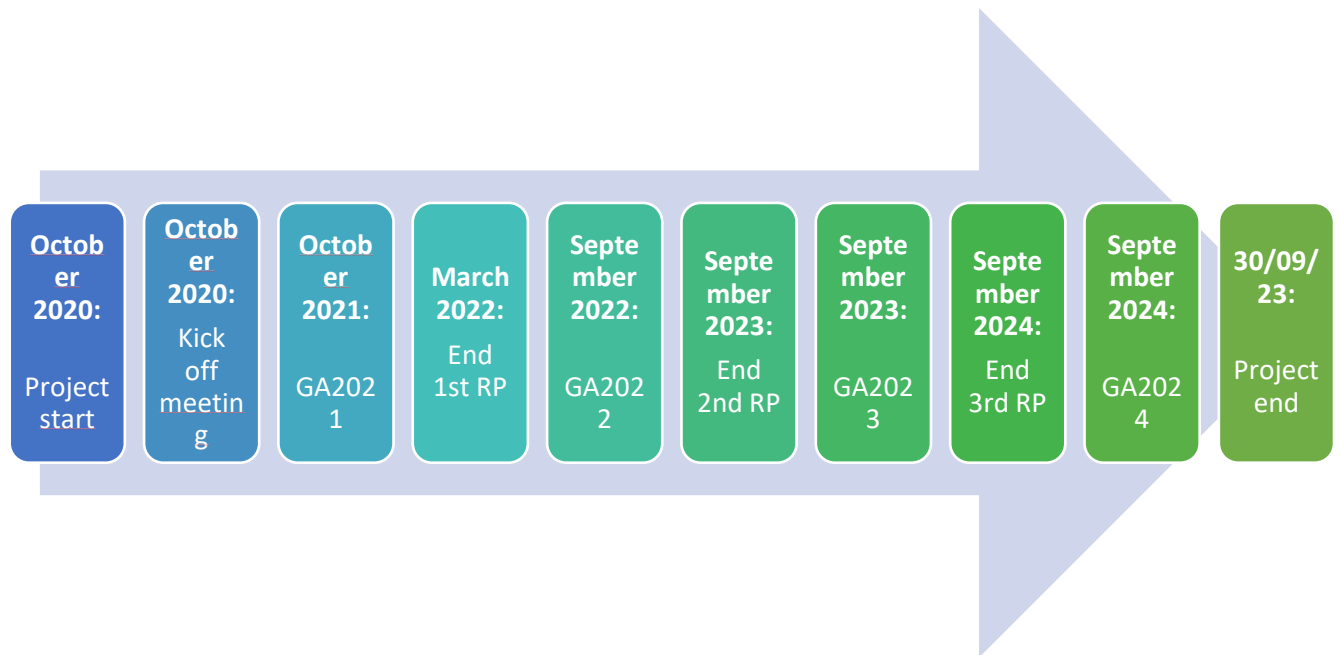 Octob
er
2020:
Project
start
Octob
er
2020:
Kick
off
meetin
g
Octob
er
2021:
GA202
1
March
2022:
End
1st RP
Septe
mber
2022:
GA202
2
Septe
mber
2023:
End
2nd RP
Septe
mber
2023:
GA202
3
Septe
mber
2024:
End
3rd RP
Septe
mber
2024:
GA202
4
30/09/
23:
Project
end